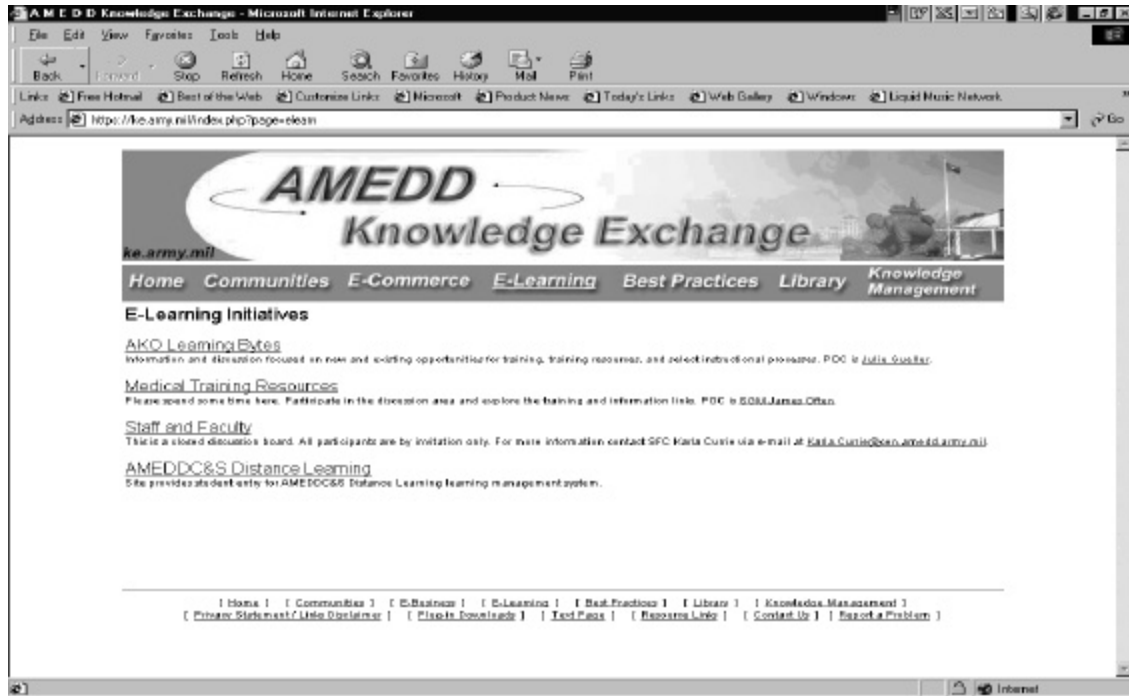 A M E D D Knowledge Exchange - Microsoft Internet Explorer
File Edit View Favorites Tools Help
Back Forward Stop Refresh Home Search Favorites History Mail Print
Links Free Hotmail Best of the Web Customize Links Microsoft Product News Today's Links Web Gallery Windows Liquid Music Network
Address https://ke.army.mil/index.php?page=elearn Go
AMEDD
Knowledge Exchange
ke.army.mil
Home Communities E-Commerce E-Learning Best Practices Library Knowledge Management
E-Learning Initiatives
AKO Learning Bytes
Information and discussion focused on new and existing opportunities for training, training resources, and select instructional processes. POC is Julie
Medical Training Resources
Please spend some time here. Participate in the discussion area and explore the training and information links. POC is SGM James
Staff and Faculty
This is a closed discussion board. All participants are by invitation only. For more information contact SFC Karla Currie via e-mail at Karla.Currie@cen.amedd.army.mil.
AMEDDC&S Distance Learning
Site provides student entry for AMEDDC&S Distance Learning learning management system.
[ Home ] [ Communities ] [ E-Business ] [ E-Learning ] [ Best Practices ] [ Library ] [ Knowledge Management ]
[ Privacy Statement / Links Disclaimer ] [ Plug-in Downloads ] [ Text Page ] [ Resource Links ] [ Contact Us ] [ Report a Problem ]
Internet